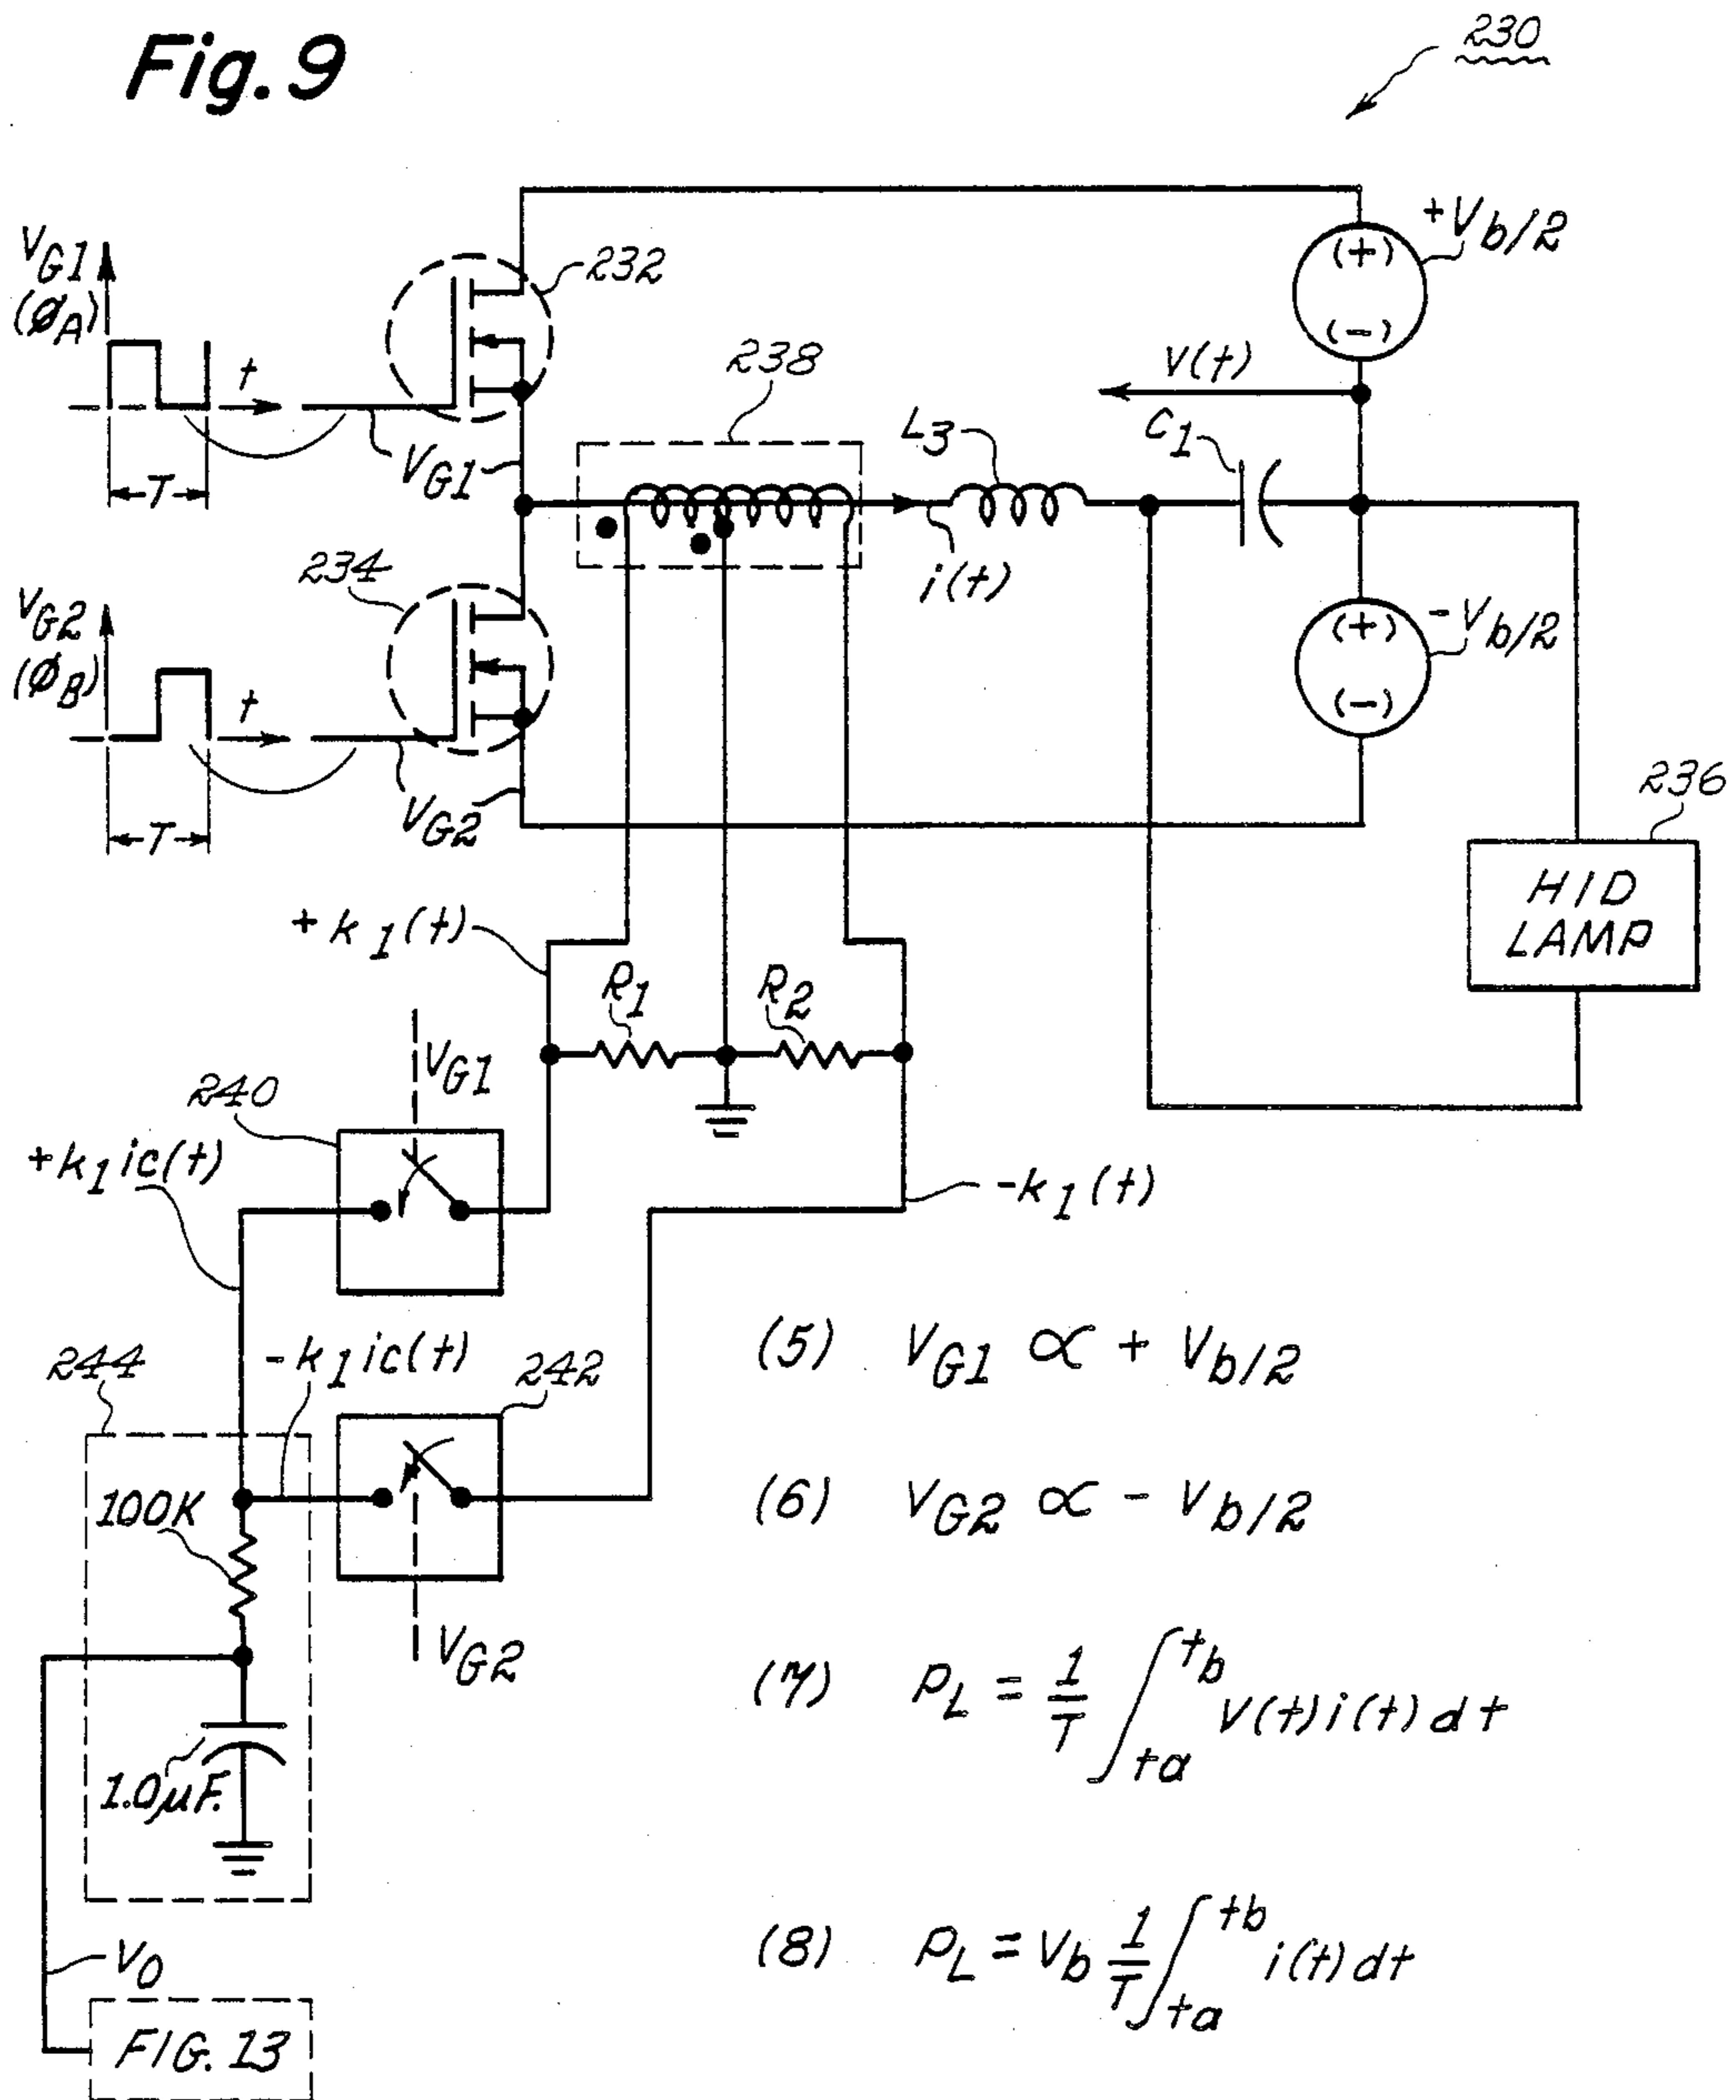 Fig. 9
230
+Vb/2
(+)
(-)
VG1
(ØA)
t
T
232
VG1
238
V(t)
C1
L3
i(t)
234
VG2
(ØB)
t
T
VG2
-Vb/2
(+)
(-)
236
HID
LAMP
+k1(t)
R1
R2
VG1
240
+k1ic(t)
-k1(t)
244
-k1ic(t)
242
100K
VG2
1.0µF.
V0
FIG. 13
(5) VG1 ∝ + Vb/2
(6) VG2 ∝ - Vb/2
(7) PL = 1/T ∫ta tb V(t)i(t)dt
(8) PL = Vb 1/T ∫ta tb i(t)dt